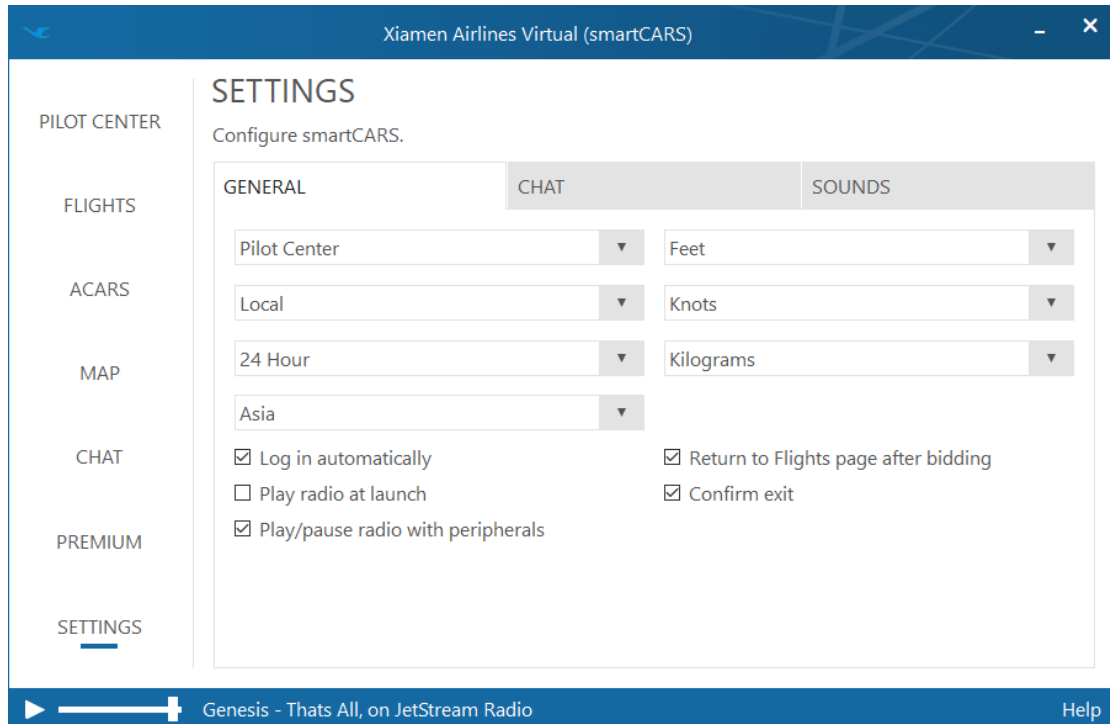 Xiamen Airlines Virtual (smartCARS)
PILOT CENTER
FLIGHTS
ACARS
MAP
CHAT
PREMIUM
SETTINGS
SETTINGS
Configure smartCARS.
GENERAL
CHAT
SOUNDS
Pilot Center
Feet
Local
Knots
24 Hour
Kilograms
Asia
Log in automatically
Return to Flights page after bidding
Play radio at launch
Confirm exit
Play/pause radio with peripherals
Genesis - Thats All, on JetStream Radio
Help